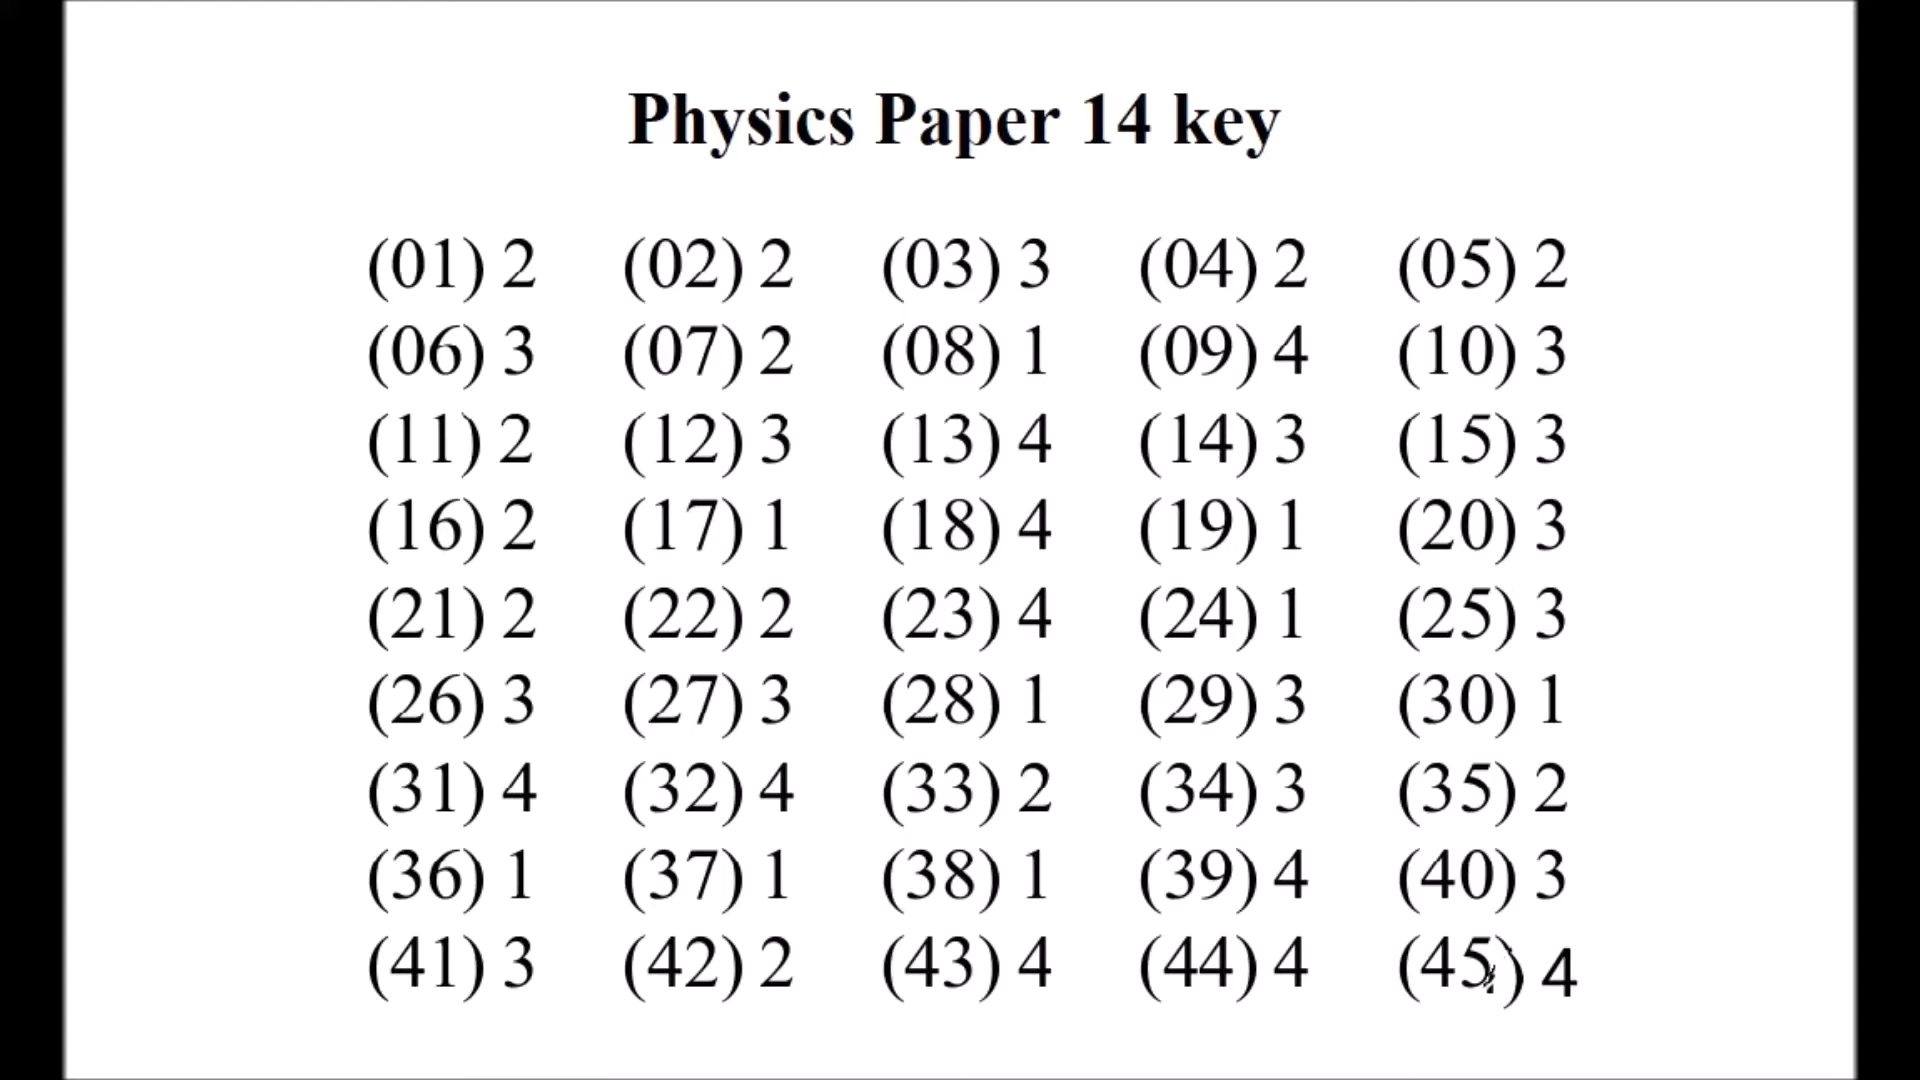 Physics Paper 14 key
(01) 2 (02) 2 (03) 3 (04) 2 (05) 2
(06) 3 (07) 2 (08) 1 (09) 4 (10) 3
(11) 2 (12) 3 (13) 4 (14) 3 (15) 3
(16) 2 (17) 1 (18) 4 (19) 1 (20) 3
(21) 2 (22) 2 (23) 4 (24) 1 (25) 3
(26) 3 (27) 3 (28) 1 (29) 3 (30) 1
(31) 4 (32) 4 (33) 2 (34) 3 (35) 2
(36) 1 (37) 1 (38) 1 (39) 4 (40) 3
(41) 3 (42) 2 (43) 4 (44) 4 (45) 4